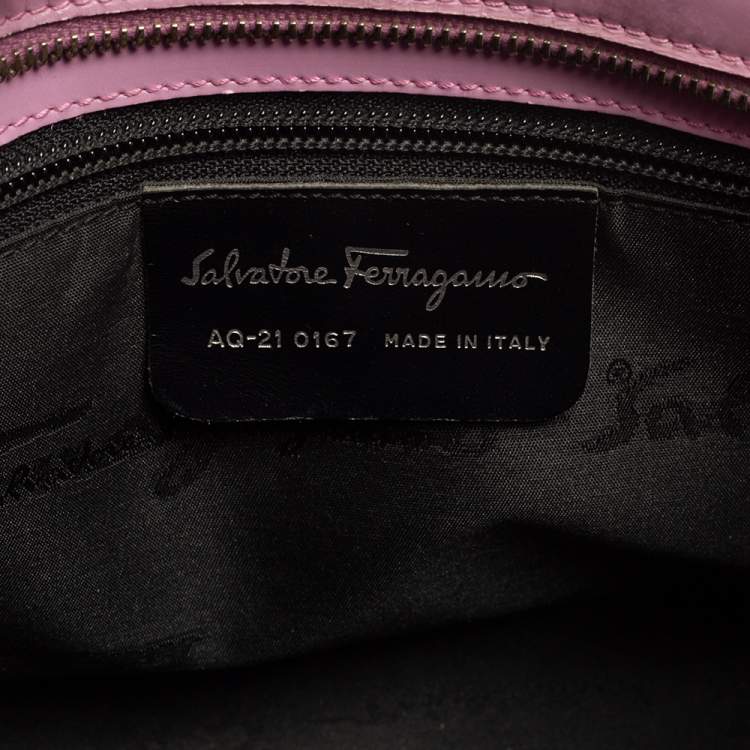 Salvatore Ferragamo
AQ-21 0167 MADE IN ITALY